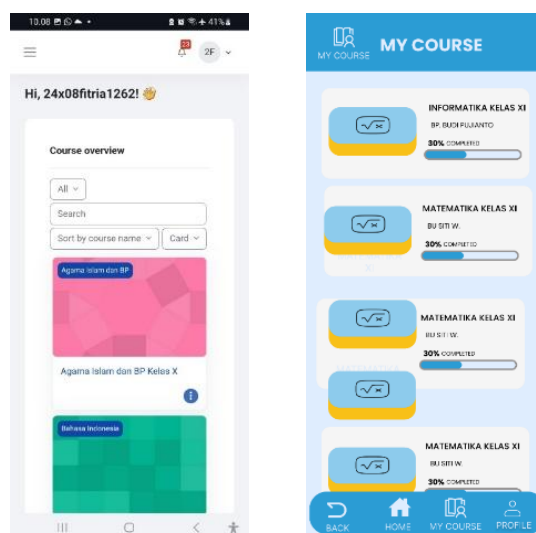 10.08
41%
23
2F
Hi, 24x08fitria1262!
Course overview
All
Search
Sort by course name
Card
Agama Islam dan BP
Agama Islam dan BP Kelas X
Bahasa Indonesia
MY COURSE
MY COURSE
INFORMATIKA KELAS XI
BP. BUDI PUJIANTO
30% COMPLETED
MATEMATIKA KELAS XI
BU SITI W.
30% COMPLETED
XI
MATEMATIKA KELAS XI
BU SITI W.
30% COMPLETED
MATEMATIKA
MATEMATIKA KELAS XI
BU SITI W.
30% COMPLETED
BACK
HOME
MY COURSE
PROFILE